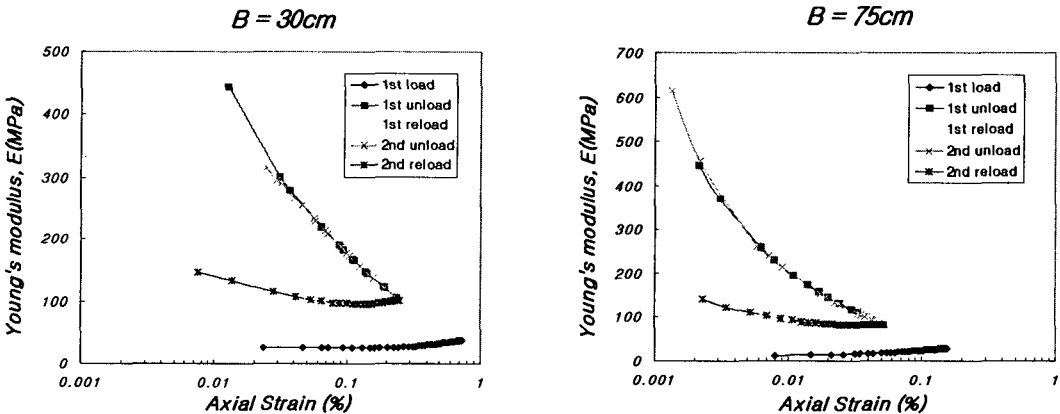 B = 30cm
500
400
300
200
100
0
Young's modulus, E(MPa)
1st load
1st unload
1st reload
2nd unload
2nd reload
0.001
0.01
0.1
1
Axial Strain (%)
B = 75cm
700
600
500
400
300
200
100
0
Young's modulus, E(MPa)
1st load
1st unload
1st reload
2nd unload
2nd reload
0.001
0.01
0.1
1
Axial Strain (%)